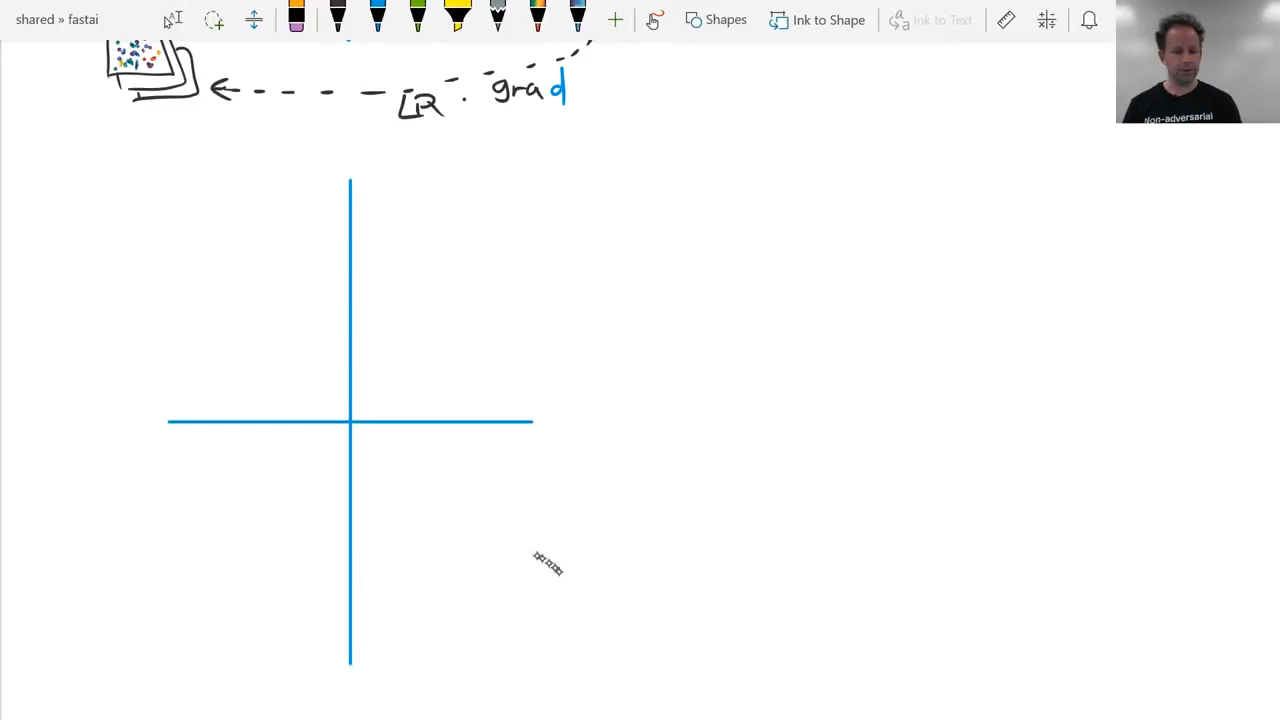 shared » fastai
Shapes
Ink to Shape
Ink to Text
LR . grad
Non-adversarial